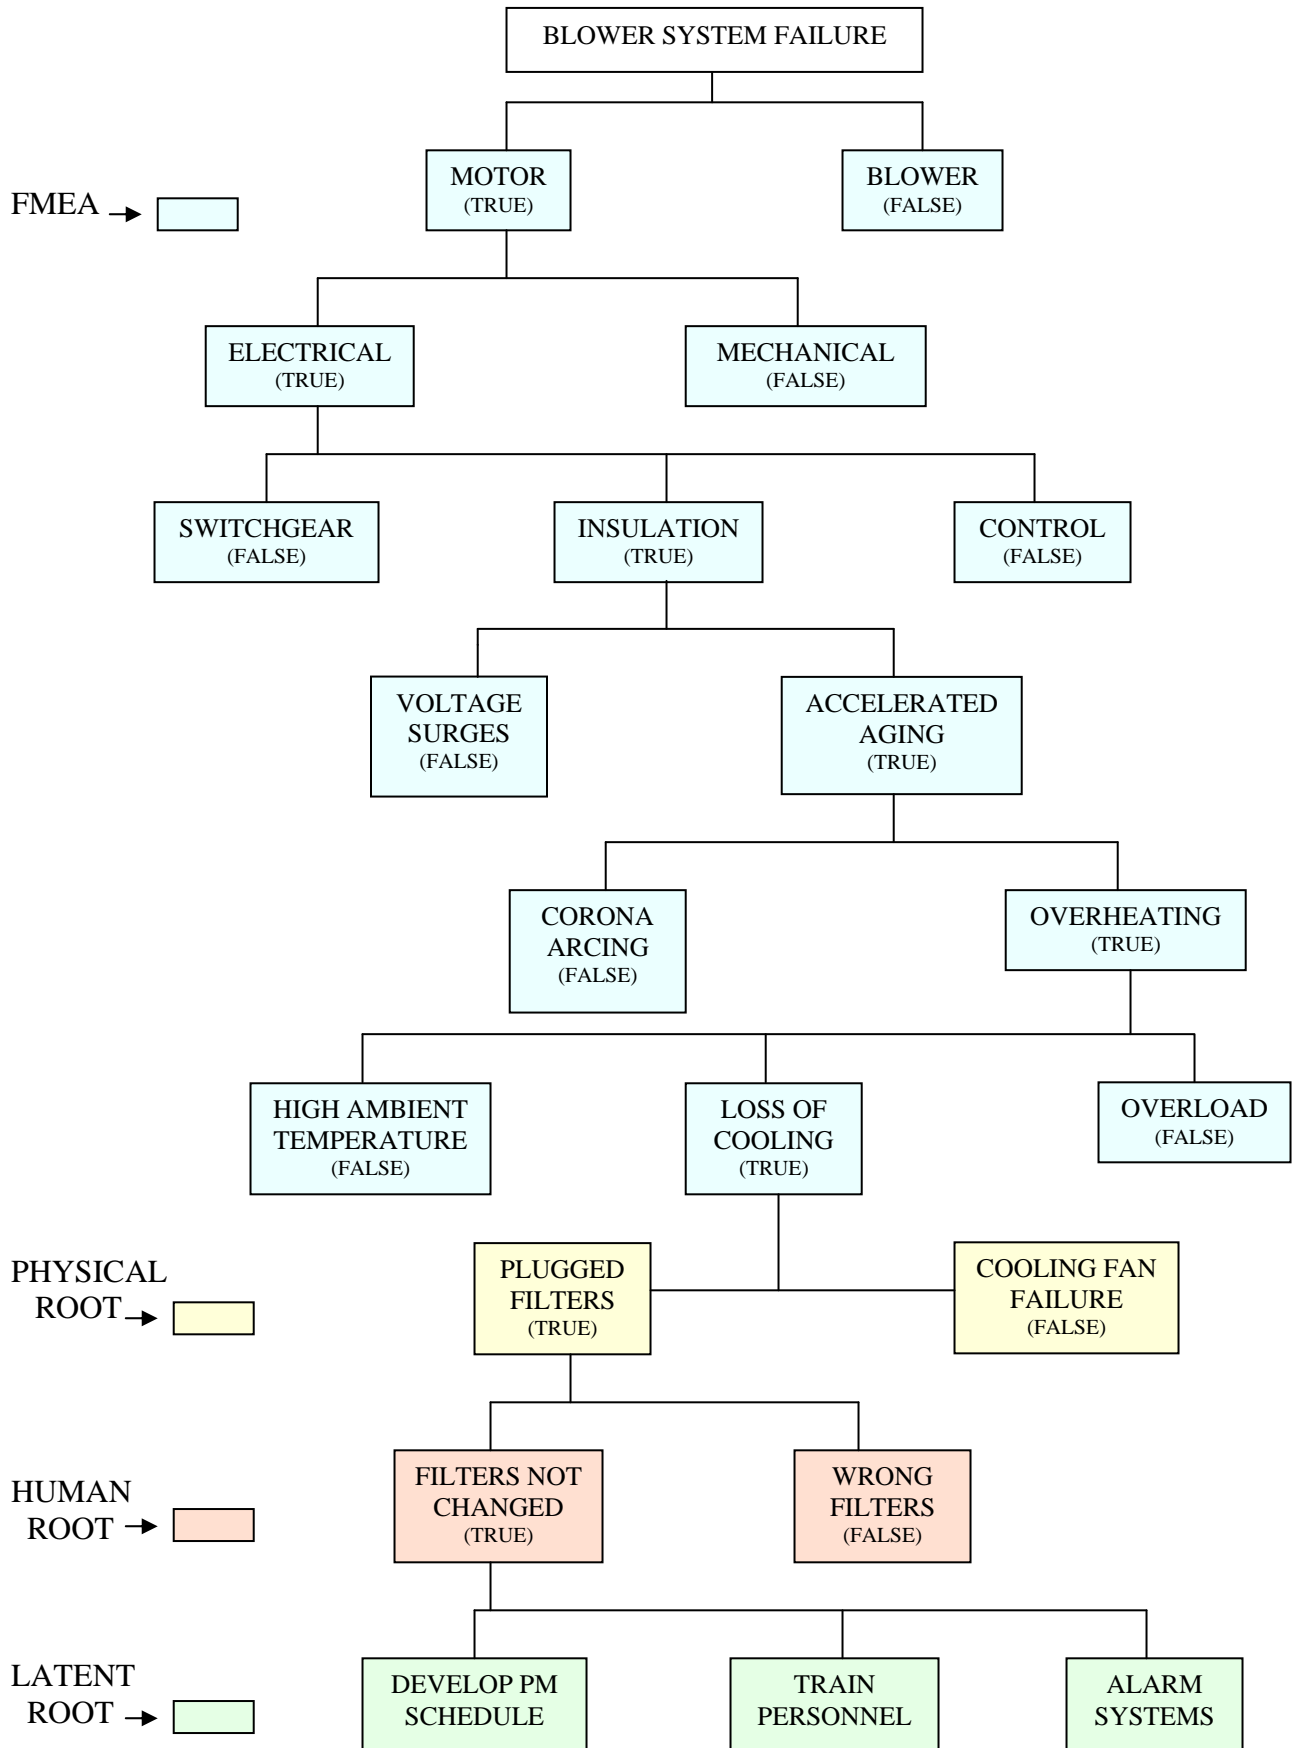 BLOWER SYSTEM FAILURE
MOTOR
(TRUE)
BLOWER
(FALSE)
FMEA
ELECTRICAL
(TRUE)
MECHANICAL
(FALSE)
SWITCHGEAR
(FALSE)
INSULATION
(TRUE)
CONTROL
(FALSE)
VOLTAGE
SURGES
(FALSE)
ACCELERATED
AGING
(TRUE)
CORONA
ARCING
(FALSE)
OVERHEATING
(TRUE)
HIGH AMBIENT
TEMPERATURE
(FALSE)
LOSS OF
COOLING
(TRUE)
OVERLOAD
(FALSE)
PHYSICAL
ROOT
PLUGGED
FILTERS
(TRUE)
COOLING FAN
FAILURE
(FALSE)
HUMAN
ROOT
FILTERS NOT
CHANGED
(TRUE)
WRONG
FILTERS
(FALSE)
LATENT
ROOT
DEVELOP PM
SCHEDULE
TRAIN
PERSONNEL
ALARM
SYSTEMS